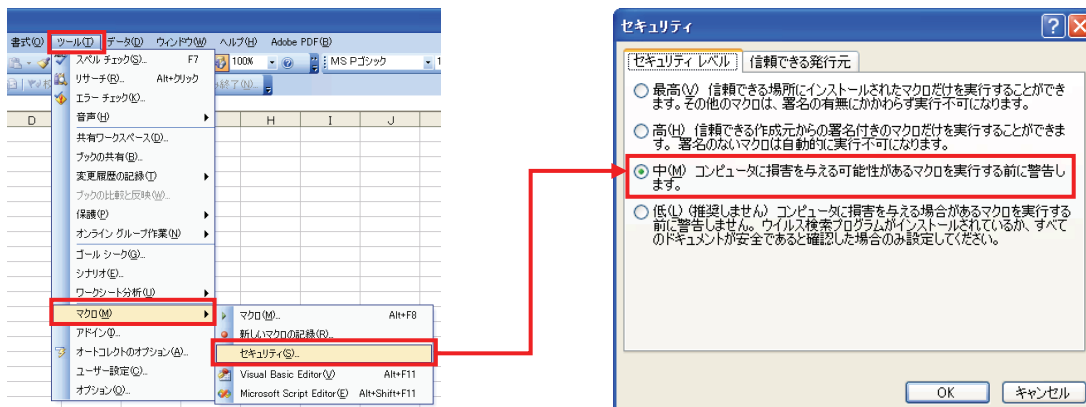 書式(O) ツール(T) データ(D) ウィンドウ(W) ヘルプ(H) Adobe PDF(B)
スペル チェック(S)... F7
100% MS Pゴシック
リサーチ(R)... Alt+クリック
終了(N)...
エラー チェック(K)...
音声(H)
D H I J
共有ワークスペース(D)...
ブックの共有(B)...
変更履歴の記録(T)
ブックの比較と反映(W)...
保護(P)
オンライン グループ作業(N)
ゴール シーク(G)...
シナリオ(E)...
ワークシート分析(U)
マクロ(M)
アドイン(I)...
オートコレクトのオプション(A)...
ユーザー設定(C)...
オプション(O)...
マクロ(M)... Alt+F8
新しいマクロの記録(R)...
セキュリティ(S)...
Visual Basic Editor(V) Alt+F11
Microsoft Script Editor(E) Alt+Shift+F11
セキュリティ
セキュリティ レベル 信頼できる発行元
最高(V) 信頼できる場所にインストールされたマクロだけを実行することができ
ます。その他のマクロは、署名の有無にかかわらず実行不可になります。
高(H) 信頼できる作成元からの署名付きのマクロだけを実行することができま
す。署名のないマクロは自動的に実行不可になります。
中(M) コンピュータに損害を与える可能性があるマクロを実行する前に警告し
ます。
低(L) (推奨しません) コンピュータに損害を与える場合があるマクロを実行する
前に警告しません。ウイルス検索プログラムがインストールされているか、すべて
のドキュメントが安全であると確認した場合のみ設定してください。
OK キャンセル